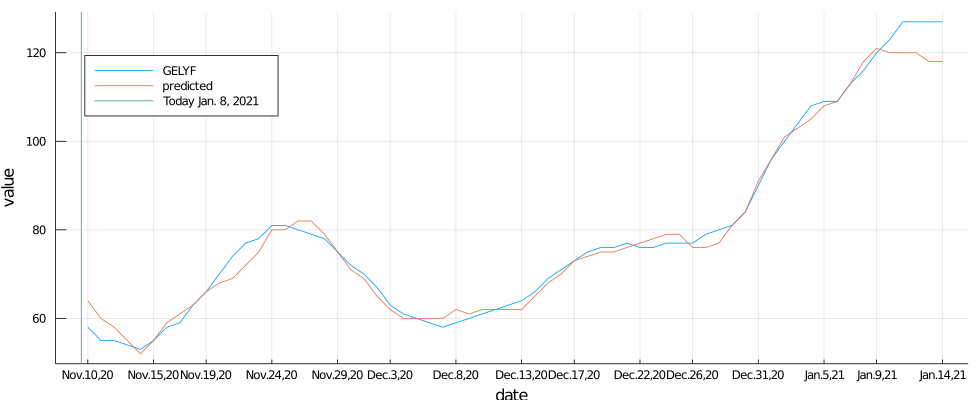 120
100
80
60
value
GELYF
predicted
Today Jan. 8, 2021
Nov.10,20 Nov.15,20 Nov.19,20 Nov.24,20 Nov.29,20 Dec.3,20 Dec.8,20 Dec.13,20 Dec.17,20 Dec.22,20 Dec.26,20 Dec.31,20 Jan.5,21 Jan.9,21 Jan.14,21
date